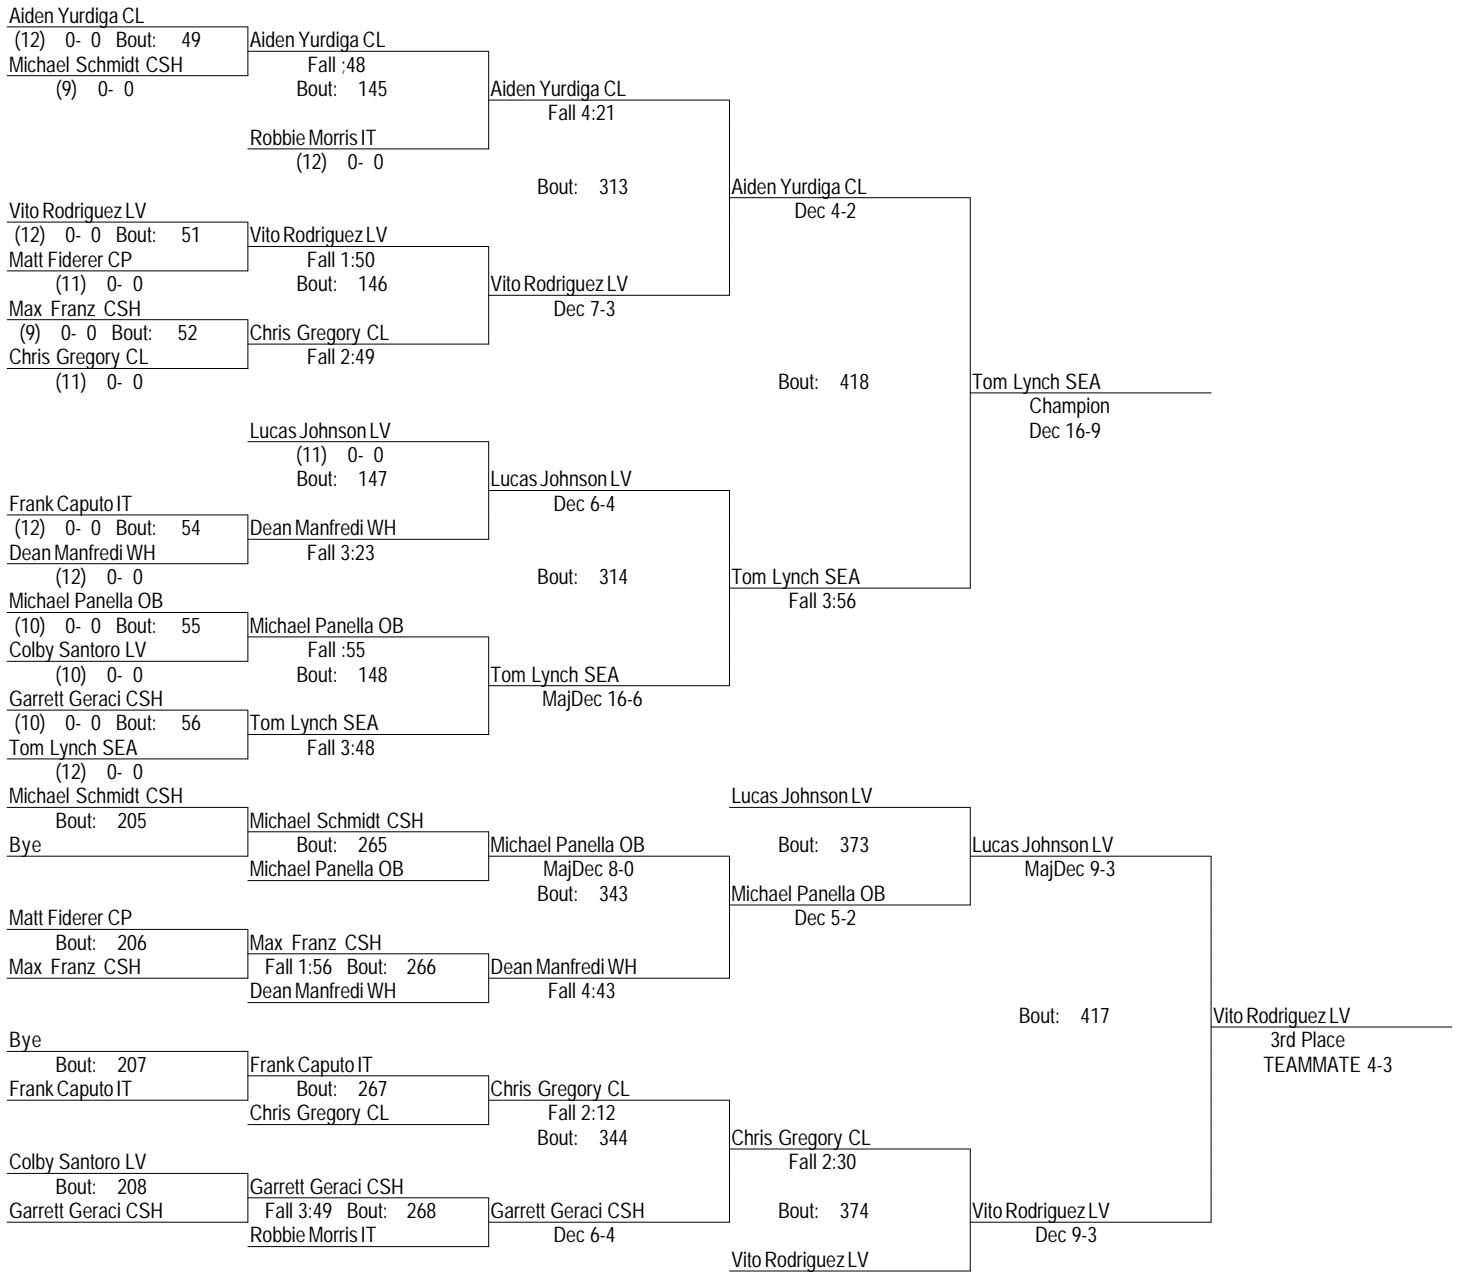 Aiden Yurdiga CL
(12) 0- 0 Bout: 49 Aiden Yurdiga CL
Michael Schmidt CSH Fall ;48
(9) 0- 0 Bout: 145 Aiden Yurdiga CL
Fall 4:21
Robbie Morris IT
(12) 0- 0
Bout: 313 Aiden Yurdiga CL
Vito Rodriguez LV Dec 4-2
(12) 0- 0 Bout: 51 Vito Rodriguez LV
Matt Fiderer CP Fall 1:50
(11) 0- 0 Bout: 146 Vito Rodriguez LV
Max Franz CSH Dec 7-3
(9) 0- 0 Bout: 52 Chris Gregory CL
Chris Gregory CL Fall 2:49
(11) 0- 0 Bout: 418 Tom Lynch SEA
Champion
Lucas Johnson LV Dec 16-9
(11) 0- 0
Bout: 147 Lucas Johnson LV
Frank Caputo IT Dec 6-4
(12) 0- 0 Bout: 54 Dean Manfredi WH
Dean Manfredi WH Fall 3:23
(12) 0- 0 Bout: 314 Tom Lynch SEA
Michael Panella OB Fall 3:56
(10) 0- 0 Bout: 55 Michael Panella OB
Colby Santoro LV Fall :55
(10) 0- 0 Bout: 148 Tom Lynch SEA
Garrett Geraci CSH MajDec 16-6
(10) 0- 0 Bout: 56 Tom Lynch SEA
Tom Lynch SEA Fall 3:48
(12) 0- 0
Michael Schmidt CSH Lucas Johnson LV
Bout: 205 Michael Schmidt CSH
Bye Bout: 265 Michael Panella OB Bout: 373 Lucas Johnson LV
Michael Panella OB MajDec 8-0 MajDec 9-3
Bout: 343 Michael Panella OB
Matt Fiderer CP Dec 5-2
Bout: 206 Max Franz CSH
Max Franz CSH Fall 1:56 Bout: 266 Dean Manfredi WH
Dean Manfredi WH Fall 4:43
Bout: 417 Vito Rodriguez LV
Bye 3rd Place
Bout: 207 Frank Caputo IT TEAMMATE 4-3
Frank Caputo IT Bout: 267 Chris Gregory CL
Chris Gregory CL Fall 2:12
Bout: 344 Chris Gregory CL
Colby Santoro LV Fall 2:30
Bout: 208 Garrett Geraci CSH
Garrett Geraci CSH Fall 3:49 Bout: 268 Garrett Geraci CSH Bout: 374 Vito Rodriguez LV
Robbie Morris IT Dec 6-4 Dec 9-3
Vito Rodriguez LV